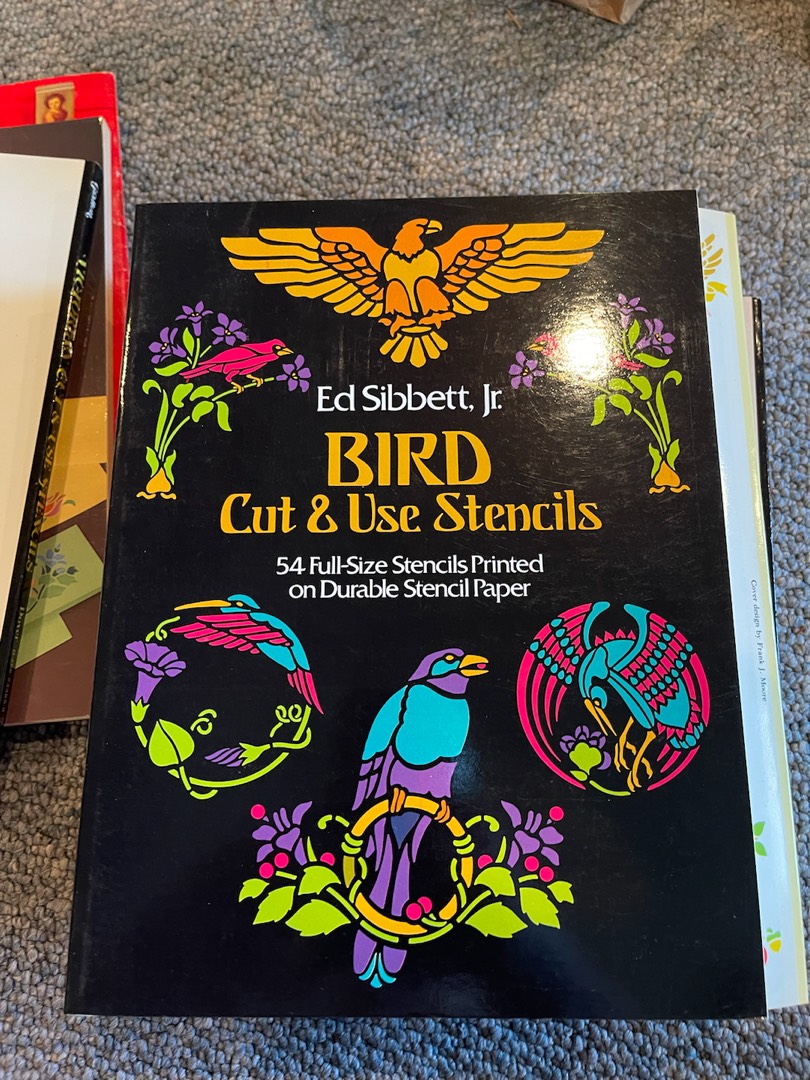 Ed Sibbett, Jr.
BIRD
Cut & Use Stencils
54 Full-Size Stencils Printed
on Durable Stencil Paper
Cover design by Frank J. Moore